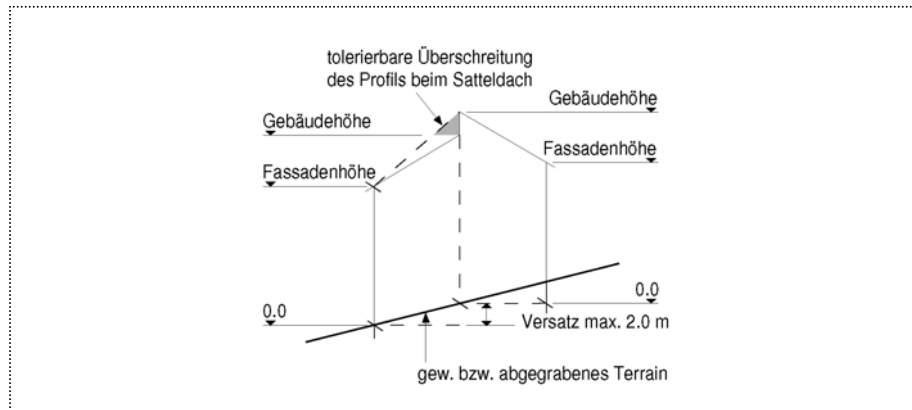 tolerierbare Überschreitung
des Profils beim Satteldach
Gebäudehöhe
Gebäudehöhe
Fassadenhöhe
Fassadenhöhe
0.0
0.0
Versatz max. 2.0 m
gew. bzw. abgegrabenes Terrain